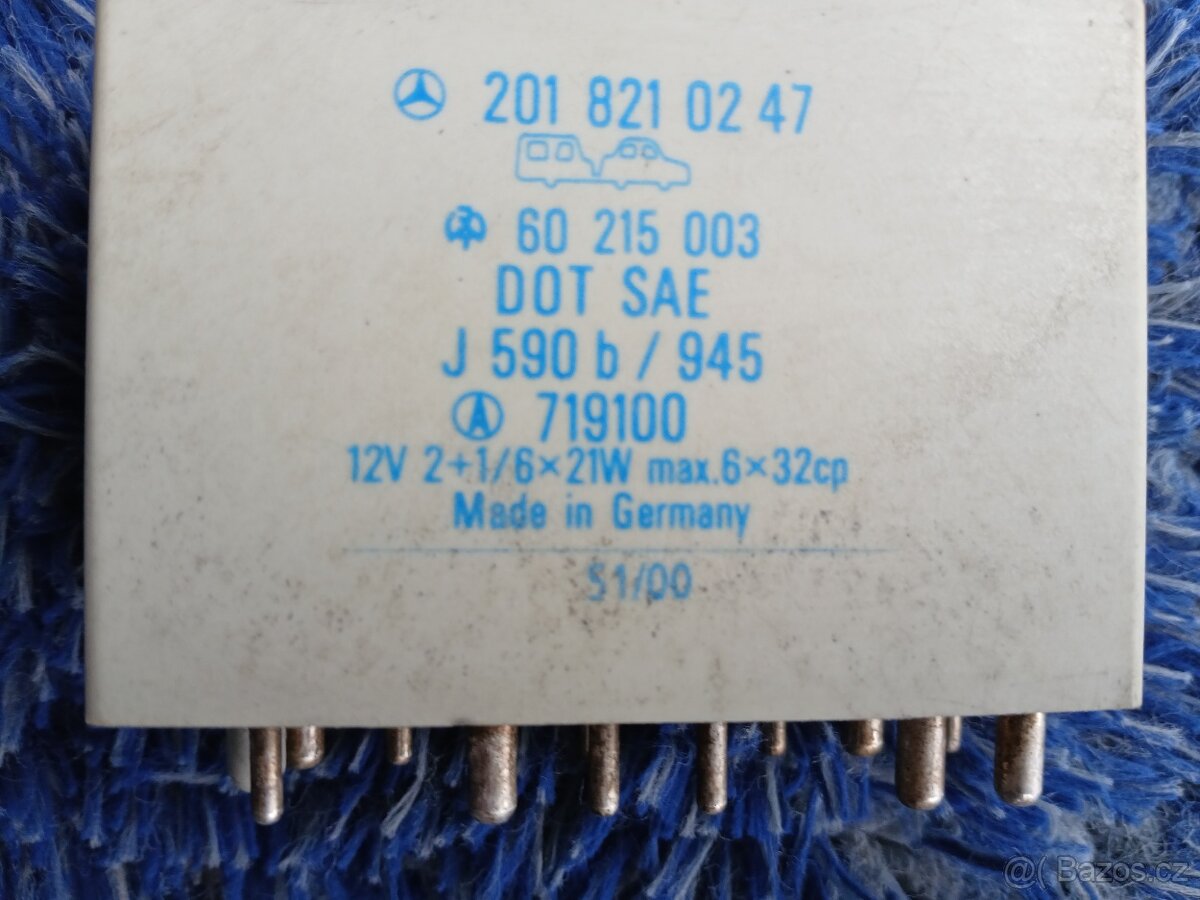 201 821 02 47
60 215 003
DOT SAE
J 590 b / 945
A 719100
12V 2+1/6×21W max.6×32cp
Made in Germany
51/00
@( Bazos.cz